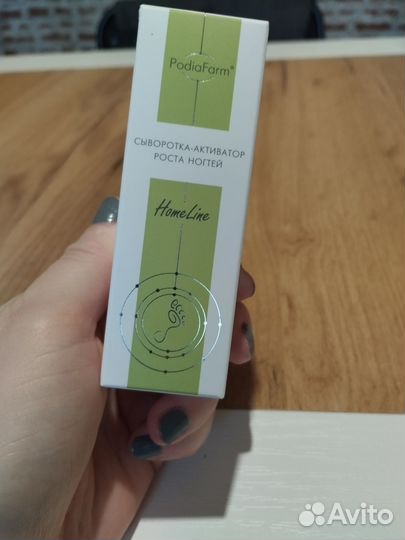 PodiaFarm®
СЫВОРОТКА-АКТИВАТОР
РОСТА НОГТЕЙ
HomeLine
Avito